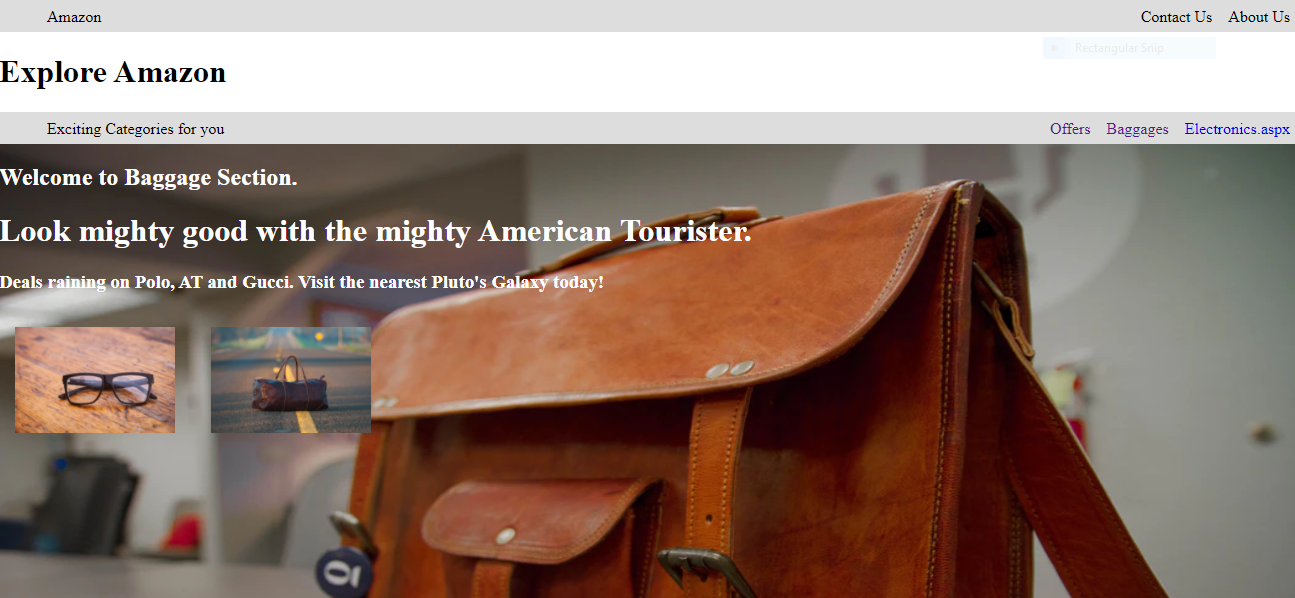 Amazon
Contact Us About Us
Rectangular Snip
Explore Amazon
Exciting Categories for you
Offers Baggages Electronics.aspx
Welcome to Baggage Section.
Look mighty good with the mighty American Tourister.
Deals raining on Polo, AT and Gucci. Visit the nearest Pluto's Galaxy today!